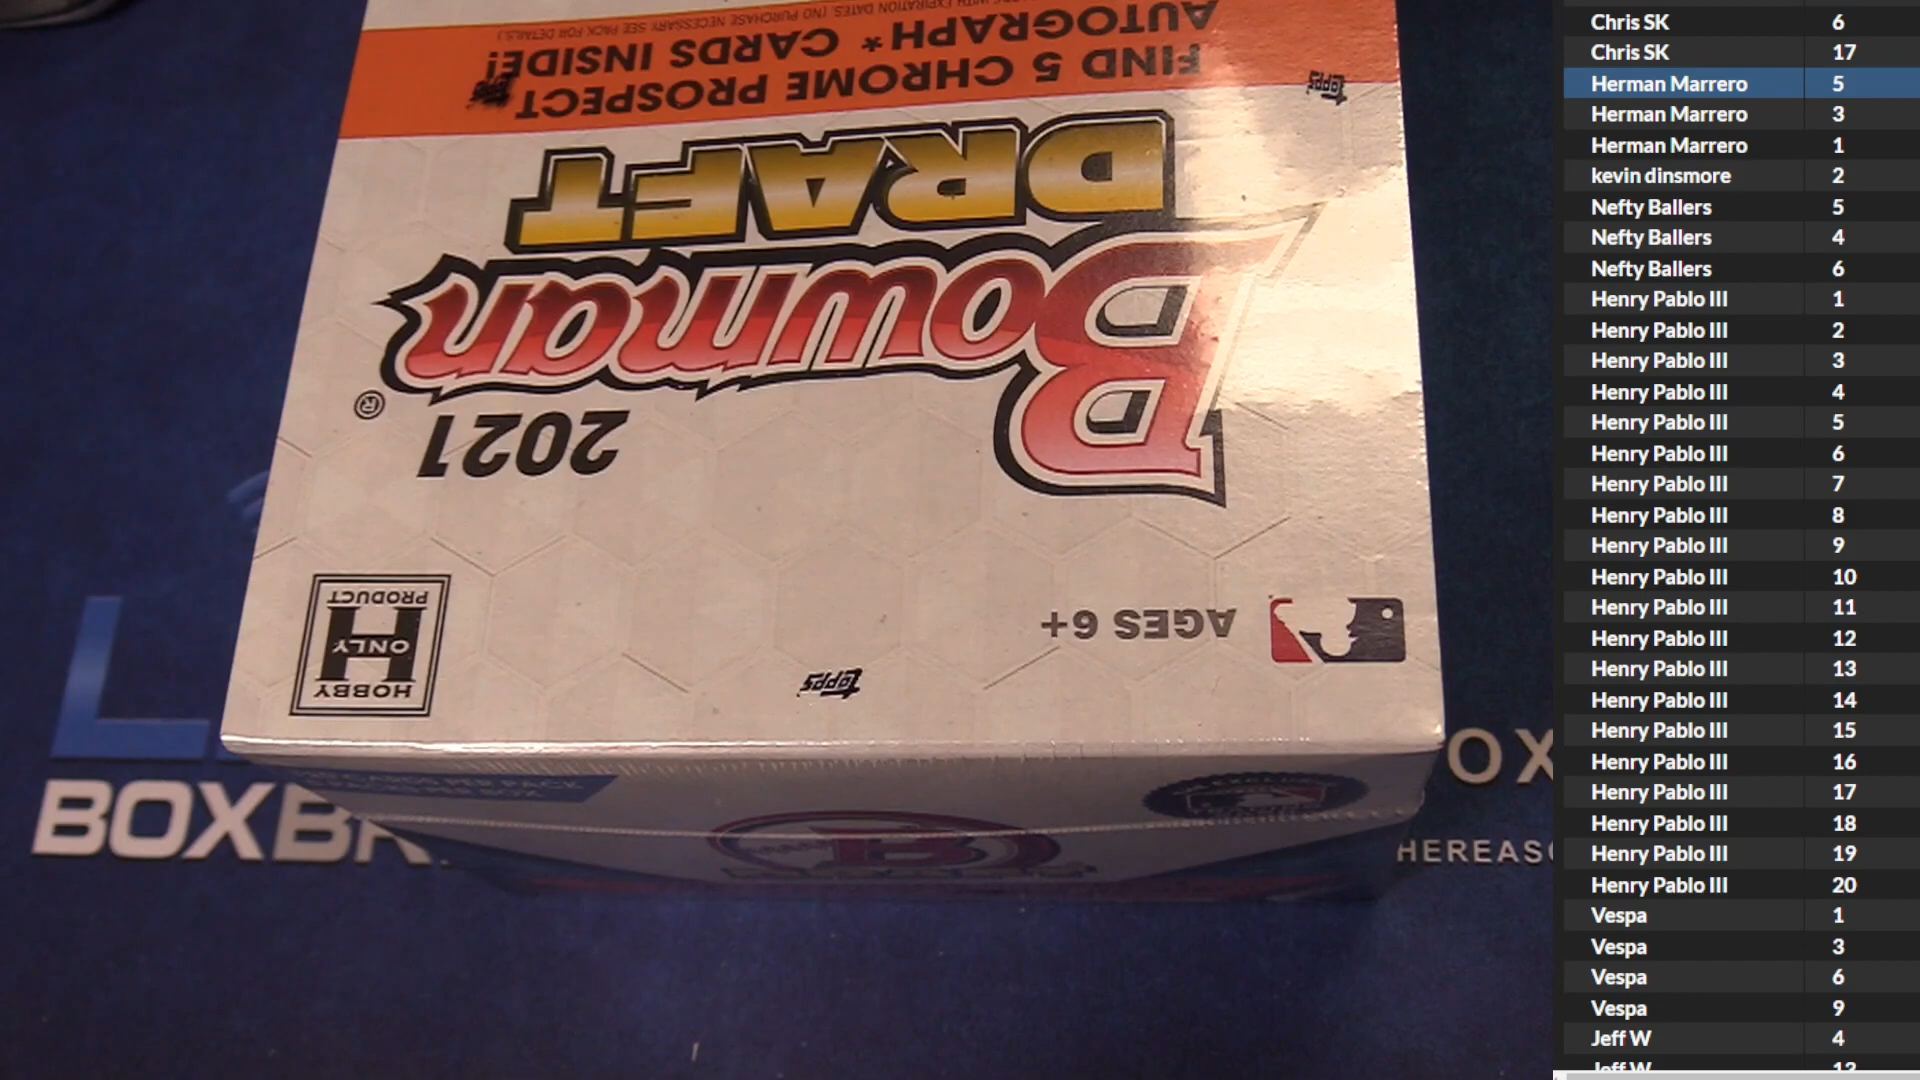 FIND 5 CHROME PROSPECT
AUTOGRAPH* CARDS INSIDE!
topps
DRAFT
Bowman
®
2021
HOBBY
ONLY
H
PRODUCT
AGES 6+
topps
BOXBR
OX
HEREAS
Chris SK 6
Chris SK 17
Herman Marrero 5
Herman Marrero 3
Herman Marrero 1
kevin dinsmore 2
Nefty Ballers 5
Nefty Ballers 4
Nefty Ballers 6
Henry Pablo III 1
Henry Pablo III 2
Henry Pablo III 3
Henry Pablo III 4
Henry Pablo III 5
Henry Pablo III 6
Henry Pablo III 7
Henry Pablo III 8
Henry Pablo III 9
Henry Pablo III 10
Henry Pablo III 11
Henry Pablo III 12
Henry Pablo III 13
Henry Pablo III 14
Henry Pablo III 15
Henry Pablo III 16
Henry Pablo III 17
Henry Pablo III 18
Henry Pablo III 19
Henry Pablo III 20
Vespa 1
Vespa 3
Vespa 6
Vespa 9
Jeff W 4
Jeff W